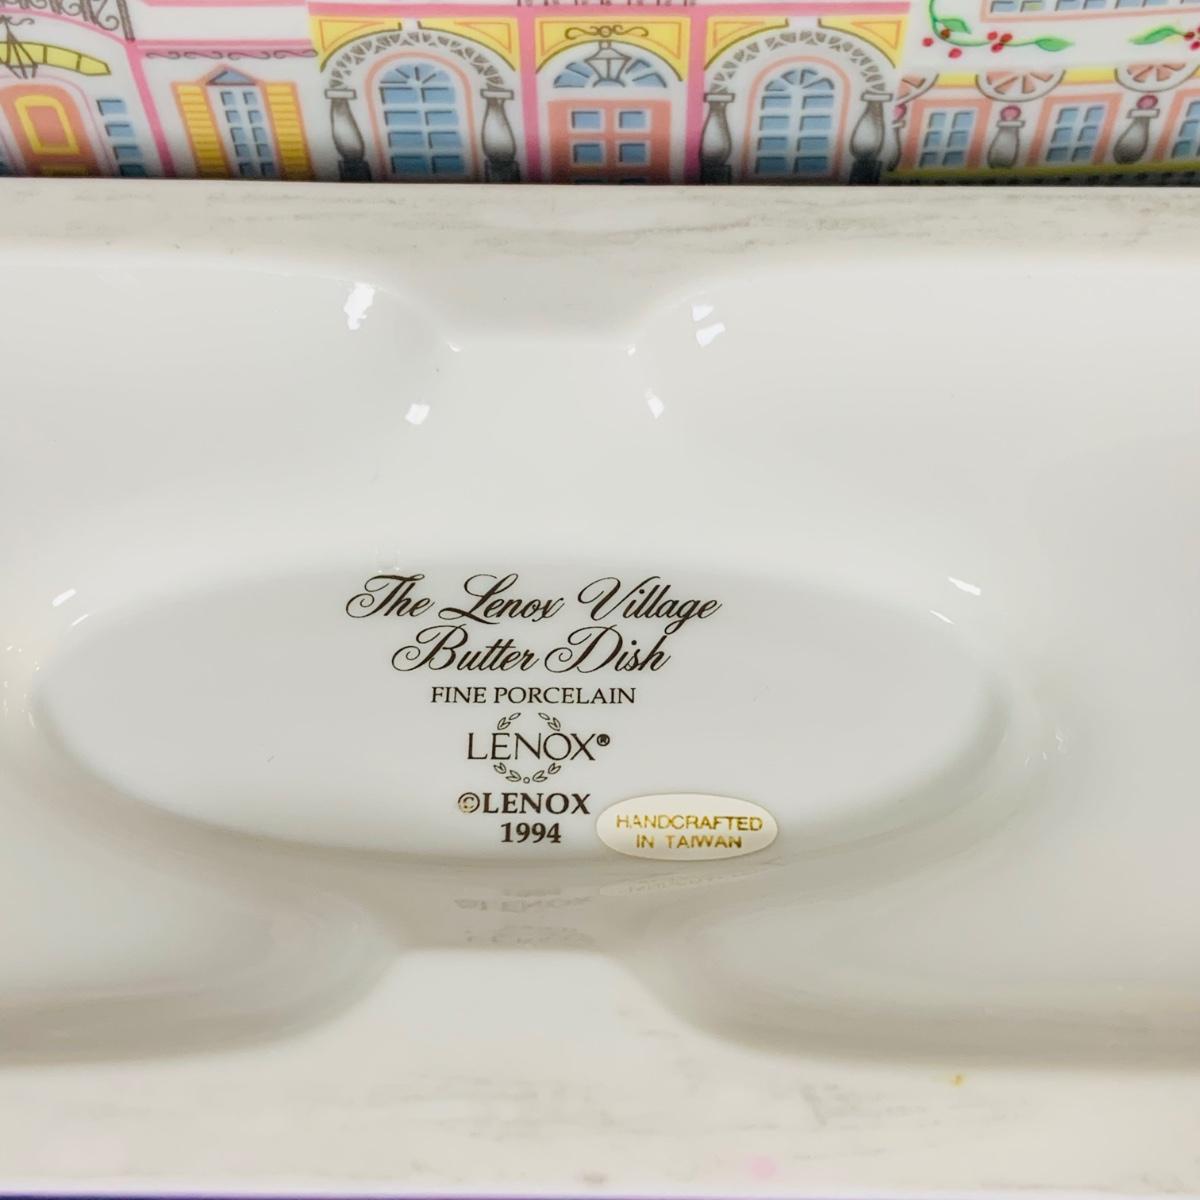 The Lenox Village
Butter Dish
FINE PORCELAIN
LENOX®
©LENOX
1994
HANDCRAFTED
IN TAIWAN